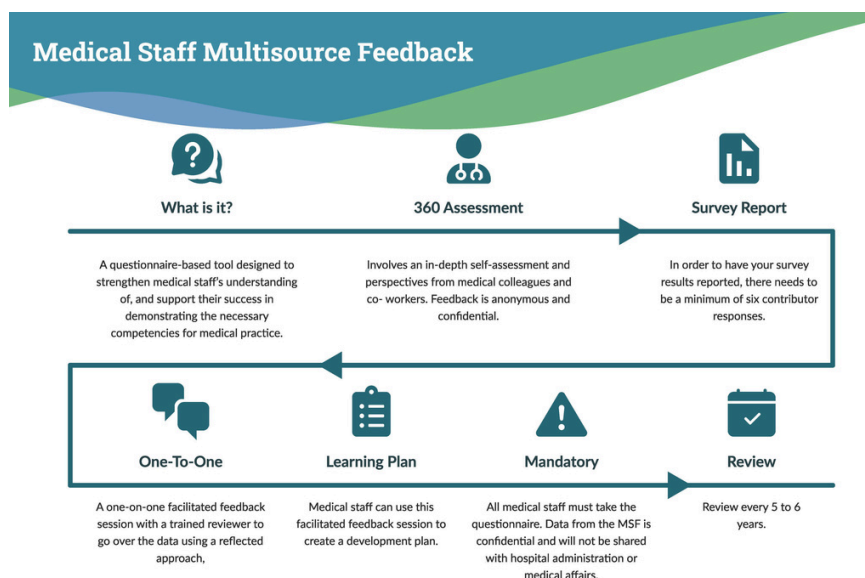 Medical Staff Multisource Feedback
What is it?
360 Assessment
Survey Report
A questionnaire-based tool designed to
strengthen medical staff's understanding
of, and support their success in
demonstrating the necessary
competencies for medical practice.
Involves an in-depth self-assessment and
perspectives from medical colleagues and
co- workers. Feedback is anonymous and
confidential.
In order to have your survey
results reported, there needs to
be a minimum of six contributor
responses.
One-To-One
Learning Plan
Mandatory
Review
A one-on-one facilitated feedback
session with a trained reviewer to
go over the data using a reflected
approach,
Medical staff can use this
facilitated feedback session to
create a development plan.
All medical staff must take the
questionnaire. Data from the MSF is
confidential and will not be shared
with hospital administration or
medical affairs.
Review every 5 to 6
years.